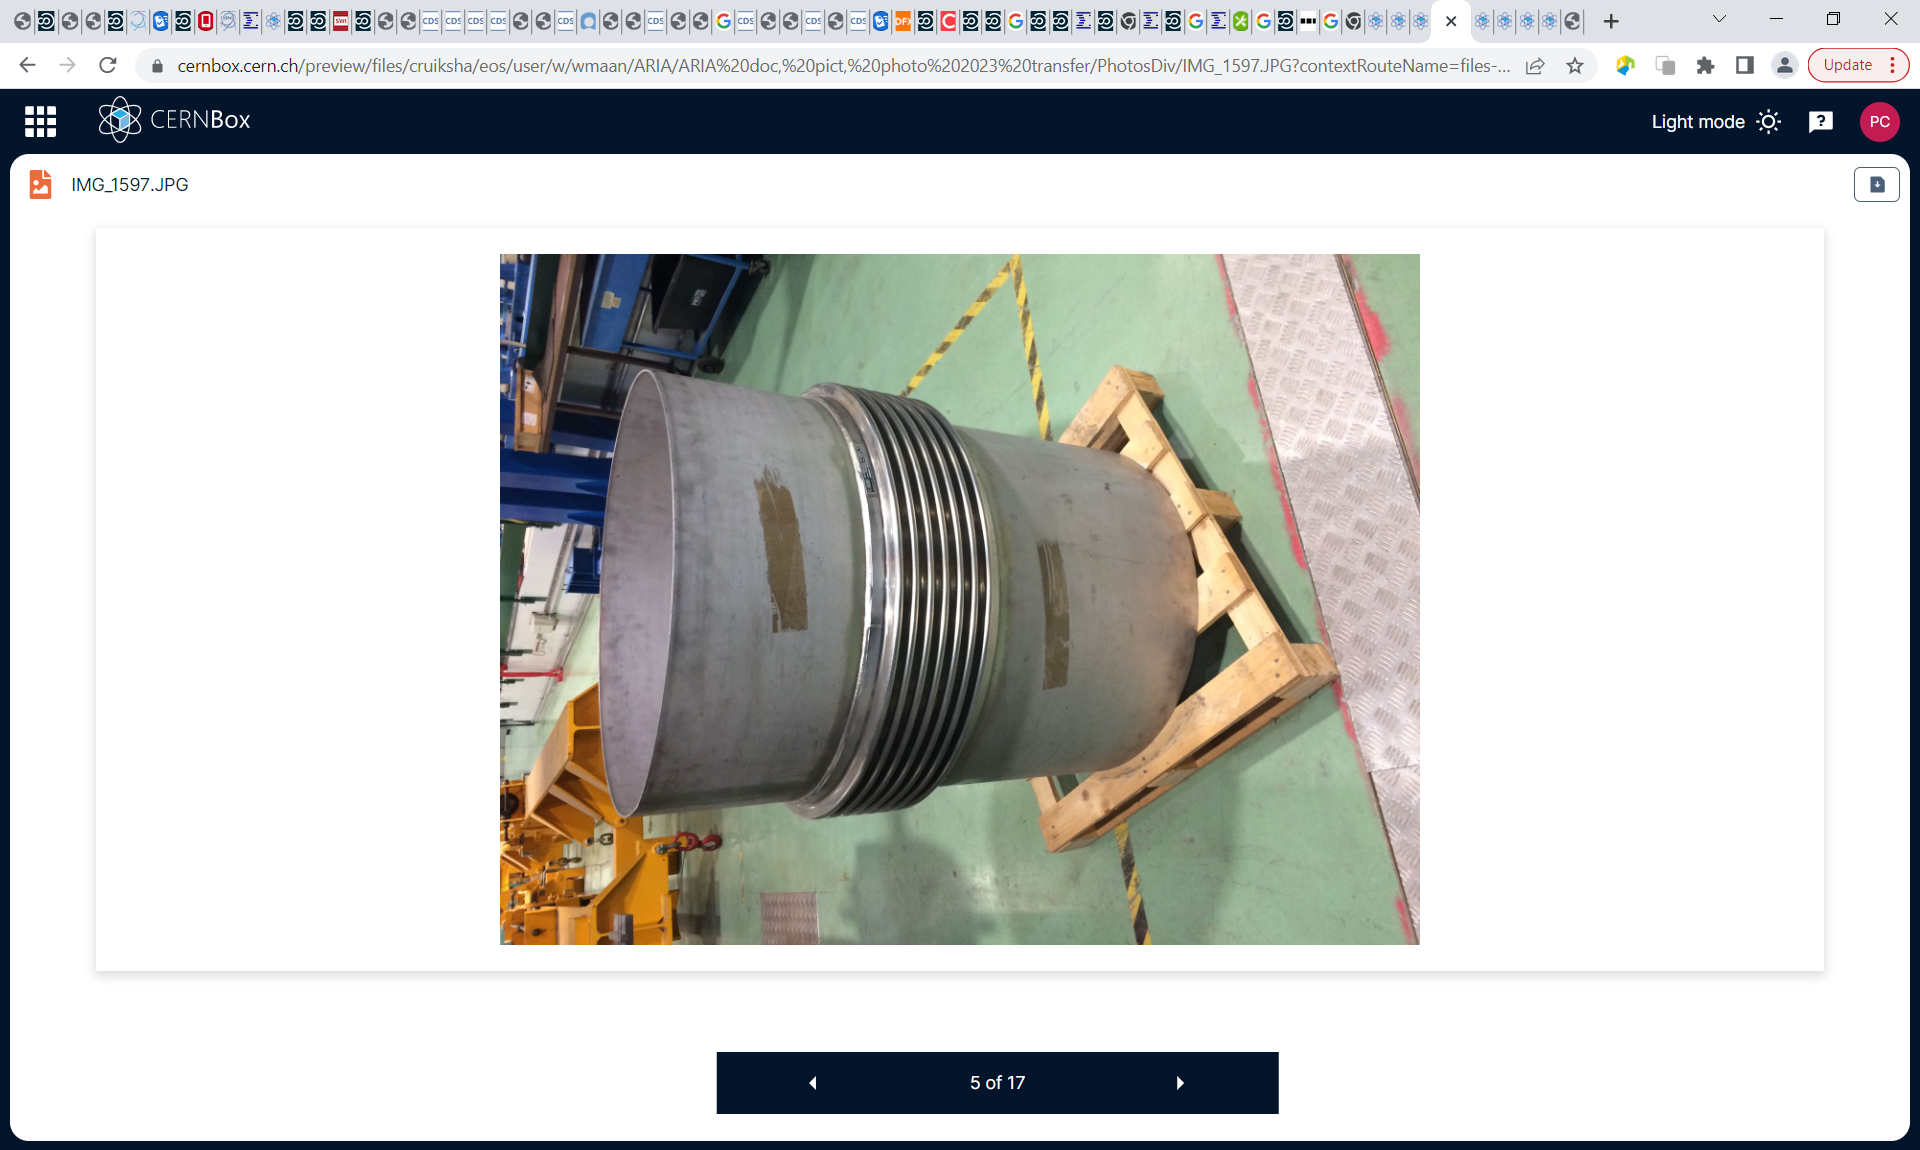 cernbox.cern.ch/preview/files/cruiksha/eos/user/w/wmaan/ARIA/ARIA%20doc,%20pict,%20photo%202023%20transfer/PhotosDiv/IMG_1597.JPG?contextRouteName=files-...
Update
CERNBox
Light mode
PC
IMG_1597.JPG
5 of 17